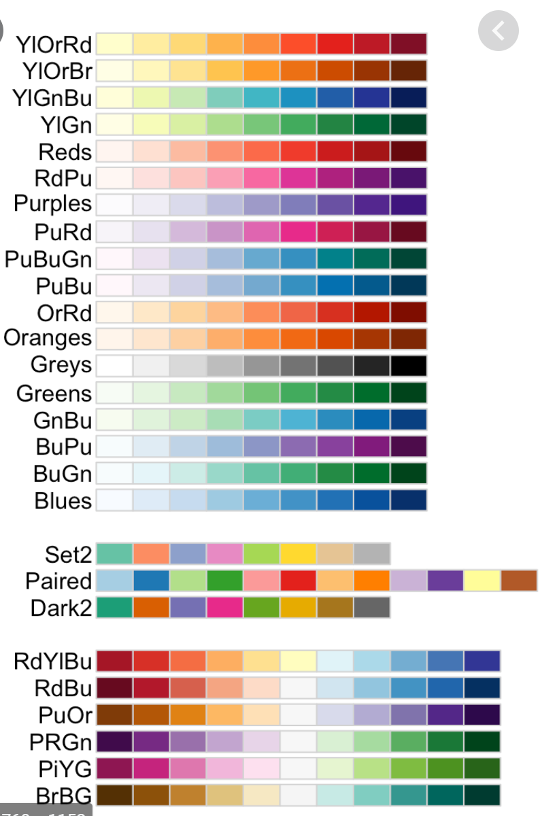 YlOrRd
YlOrBr
YlGnBu
YlGn
Reds
RdPu
Purples
PuRd
PuBuGn
PuBu
OrRd
Oranges
Greys
Greens
GnBu
BuPu
BuGn
Blues
Set2
Paired
Dark2
RdYlBu
RdBu
PuOr
PRGn
PiYG
BrBG